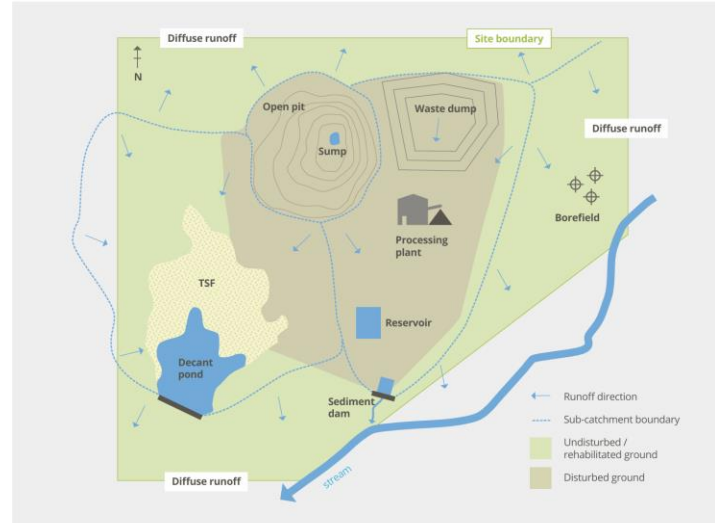 Diffuse runoff
Site boundary
N
Open pit
Waste dump
Sump
Diffuse runoff
Borefield
Processing
plant
TSF
Reservoir
Decant
pond
Sediment
dam
Diffuse runoff
stream
Runoff direction
Sub-catchment boundary
Undisturbed /
rehabilitated ground
Disturbed ground